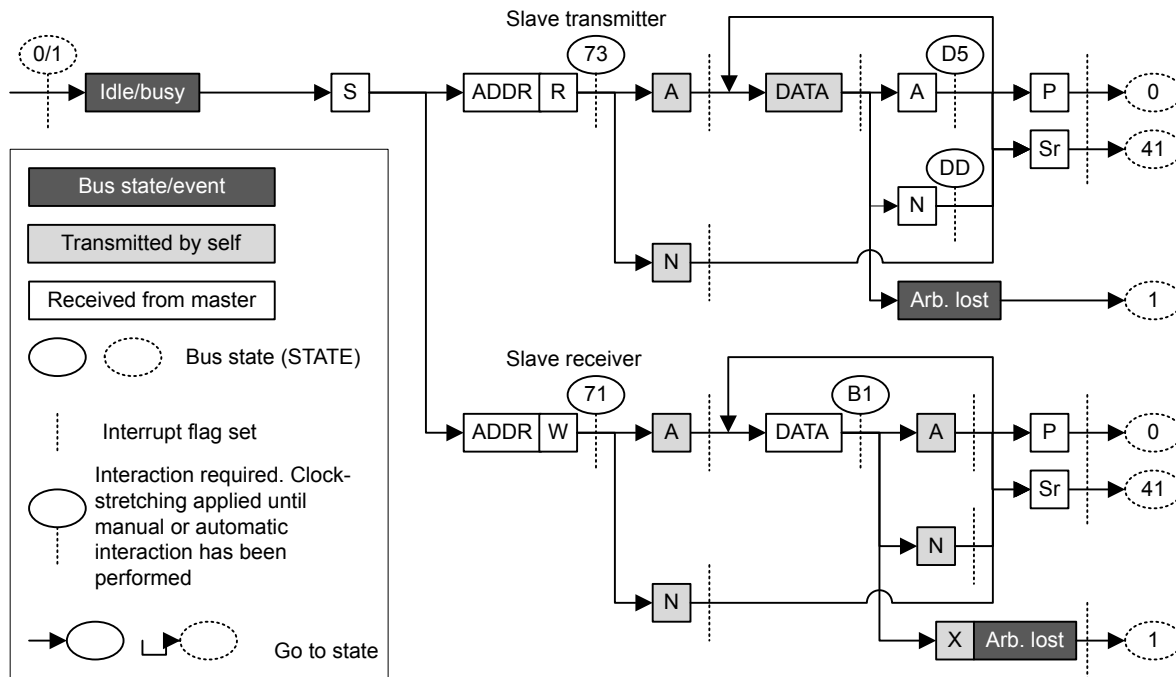 Slave transmitter
0/1
73
D5
Idle/busy
S
ADDR R
A
DATA
A
P
0
Sr
41
DD
N
N
Arb. lost
1
Slave receiver
71
B1
ADDR W
A
DATA
A
P
0
Sr
41
N
N
X Arb. lost
1
Bus state/event
Transmitted by self
Received from master
Bus state (STATE)
Interrupt flag set
Interaction required. Clock-
stretching applied until
manual or automatic
interaction has been
performed
Go to state